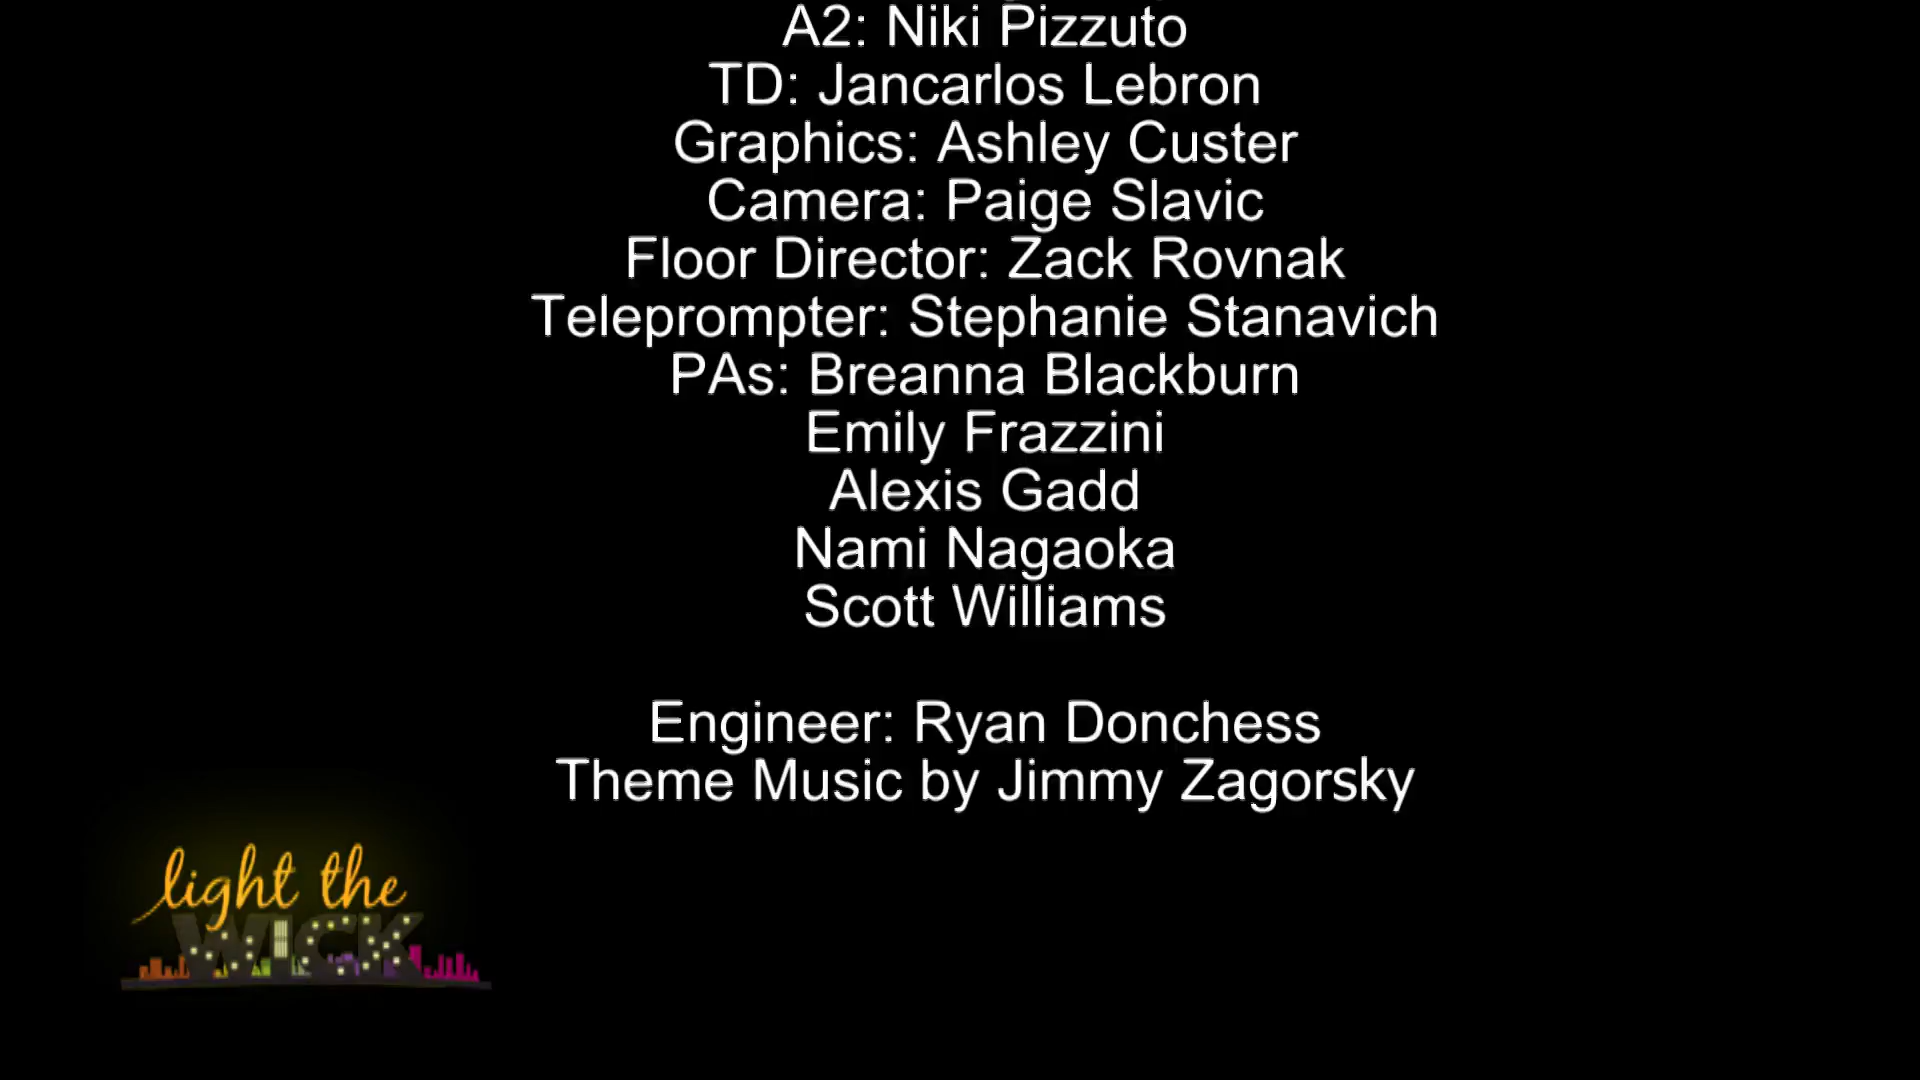 A2: Niki Pizzuto
TD: Jancarlos Lebron
Graphics: Ashley Custer
Camera: Paige Slavic
Floor Director: Zack Rovnak
Teleprompter: Stephanie Stanavich
PAs: Breanna Blackburn
Emily Frazzini
Alexis Gadd
Nami Nagaoka
Scott Williams
Engineer: Ryan Donchess
Theme Music by Jimmy Zagorsky
light the
WICK